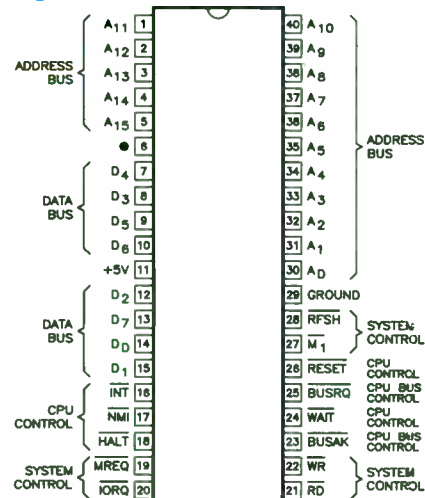 A11 1
A12 2
A13 3
A14 4
A15 5
ADDRESS
BUS
● 6
D4 7
D3 8
D5 9
D6 10
DATA
BUS
+5V 11
D2 12
D7 13
DD 14
D1 15
DATA
BUS
INT 16
NMI 17
HALT 18
CPU
CONTROL
MREQ 19
IORQ 20
SYSTEM
CONTROL
40 A10
39 A9
38 A8
37 A7
36 A6
35 A5
34 A4
33 A3
32 A2
31 A1
30 AD
ADDRESS
BUS
29 GROUND
28 RFSH
27 M1
SYSTEM
CONTROL
26 RESET CPU
CONTROL
25 BUSRQ CPU BUS
CONTROL
24 WAIT CPU
CONTROL
23 BUSAK CPU BUS
CONTROL
22 WR
21 RD
SYSTEM
CONTROL